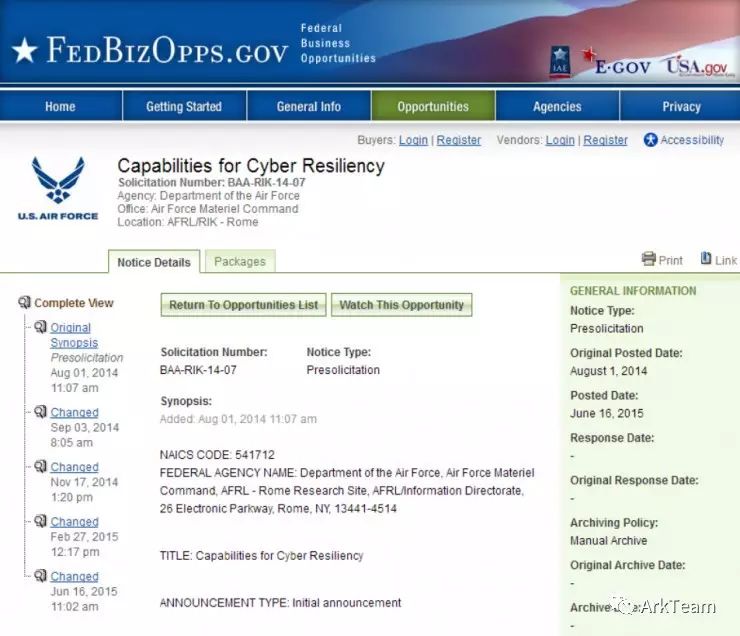 FEDBIZOPPS.GOV
Federal
Business
Opportunities
IAE
E-GOV
USA.gov
Home
Getting Started
General Info
Opportunities
Agencies
Privacy
Buyers: Login | Register Vendors: Login | Register Accessibility
U.S. AIR FORCE
Capabilities for Cyber Resiliency
Solicitation Number: BAA-RIK-14-07
Agency: Department of the Air Force
Office: Air Force Materiel Command
Location: AFRL/RIK - Rome
Notice Details
Packages
Print
Link
Complete View
Original
Synopsis
Presolicitation
Aug 01, 2014
11:07 am
Changed
Sep 03, 2014
8:05 am
Changed
Nov 17, 2014
1:20 pm
Changed
Feb 27, 2015
12:17 pm
Changed
Jun 16, 2015
11:02 am
Return To Opportunities List
Watch This Opportunity
Solicitation Number:
BAA-RIK-14-07
Notice Type:
Presolicitation
Synopsis:
Added: Aug 01, 2014 11:07 am
NAICS CODE: 541712
FEDERAL AGENCY NAME: Department of the Air Force, Air Force Materiel
Command, AFRL - Rome Research Site, AFRL/Information Directorate,
26 Electronic Parkway, Rome, NY, 13441-4514
TITLE: Capabilities for Cyber Resiliency
ANNOUNCEMENT TYPE: Initial announcement
GENERAL INFORMATION
Notice Type:
Presolicitation
Original Posted Date:
August 1, 2014
Posted Date:
June 16, 2015
Response Date:
-
Original Response Date:
-
Archiving Policy:
Manual Archive
Original Archive Date:
-
Archive
-
ArkTeam